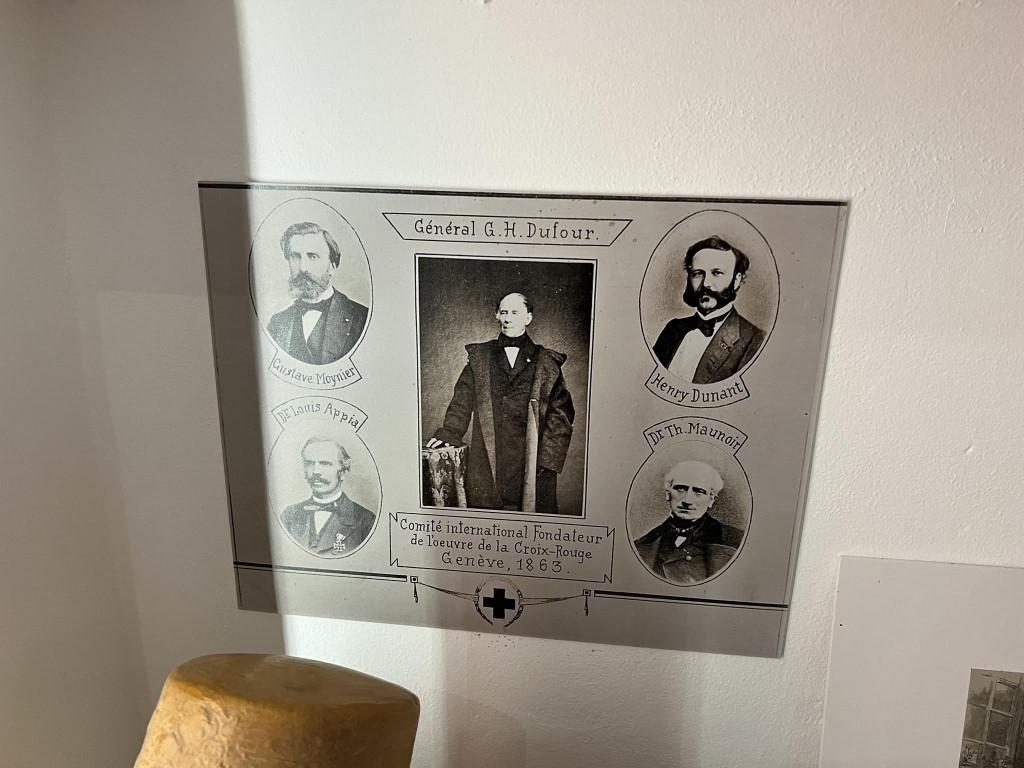 Général G.H. Dufour.
Gustave Moynier
Henry Dunant
Dr Louis Appia
Dr Th. Maunoir
Comité international Fondateur
de l'oeuvre de la Croix-Rouge
Genève, 1863.